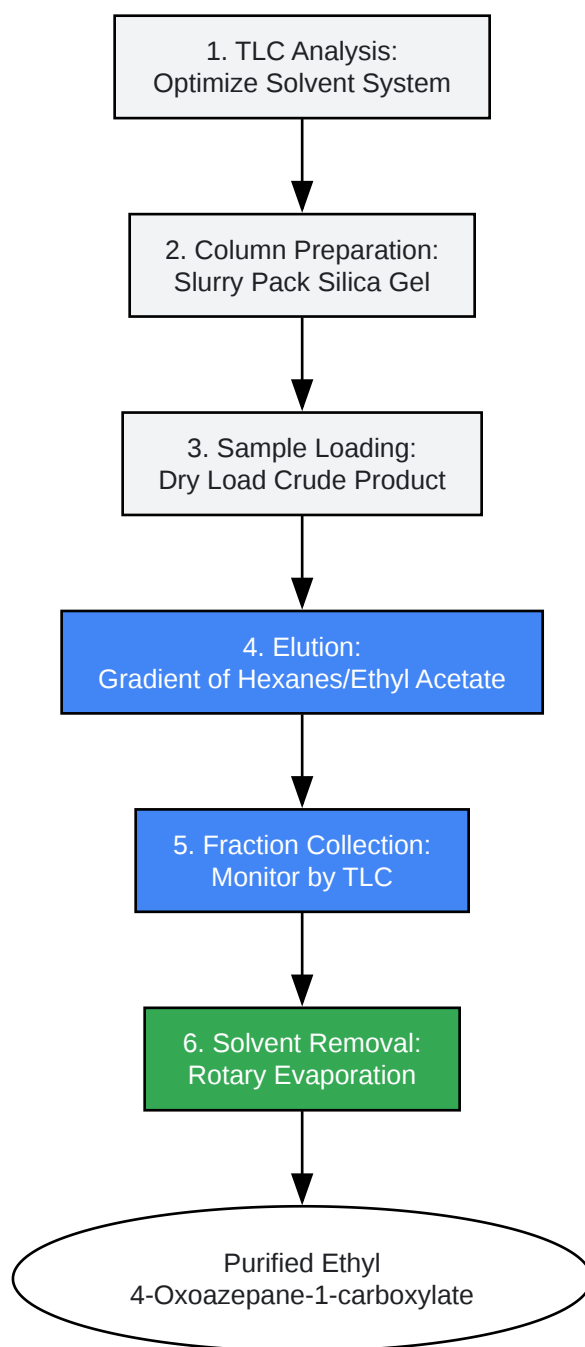 1. TLC Analysis:
Optimize Solvent System
2. Column Preparation:
Slurry Pack Silica Gel
3. Sample Loading:
Dry Load Crude Product
4. Elution:
Gradient of Hexanes/Ethyl Acetate
5. Fraction Collection:
Monitor by TLC
6. Solvent Removal:
Rotary Evaporation
Purified Ethyl
4-Oxoazepane-1-carboxylate